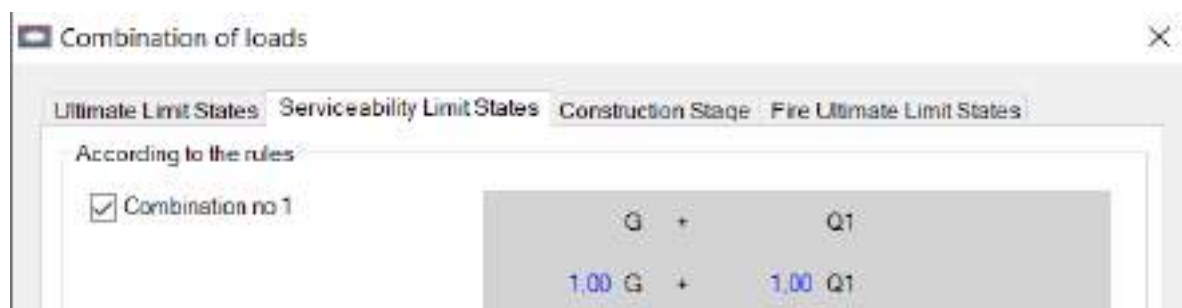 Combination of loads
Ultimate Limit States Serviceability Limit States Construction Stage Fire Ultimate Limit States
According to the rules
Combination no 1
G + Q1
1,00 G + 1,00 Q1